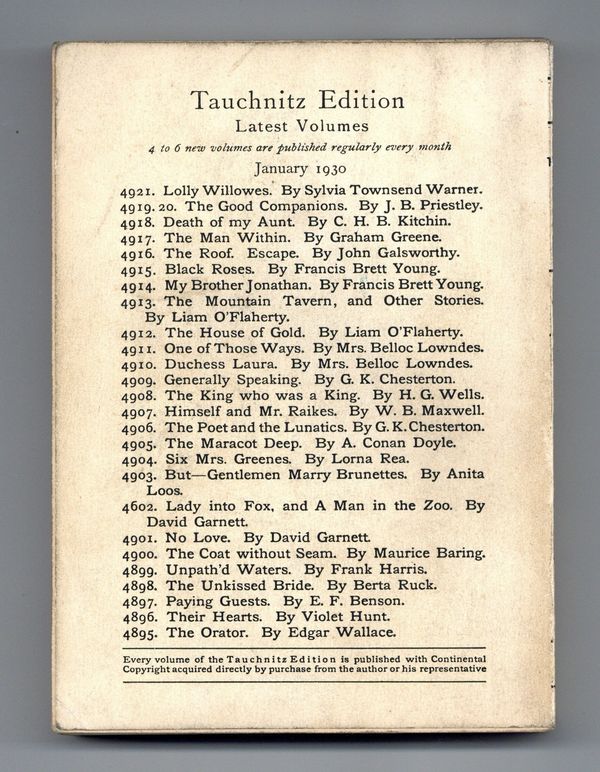 Tauchnitz Edition
Latest Volumes
4 to 6 new volumes are published regularly every month
January 1930
4921. Lolly Willowes. By Sylvia Townsend Warner.
4919.20. The Good Companions. By J. B. Priestley.
4918. Death of my Aunt. By C. H. B. Kitchin.
4917. The Man Within. By Graham Greene.
4916. The Roof. Escape. By John Galsworthy.
4915. Black Roses. By Francis Brett Young.
4914. My Brother Jonathan. By Francis Brett Young.
4913. The Mountain Tavern, and Other Stories.
By Liam O'Flaherty.
4912. The House of Gold. By Liam O'Flaherty.
4911. One of Those Ways. By Mrs. Belloc Lowndes.
4910. Duchess Laura. By Mrs. Belloc Lowndes.
4909. Generally Speaking. By G. K. Chesterton.
4908. The King who was a King. By H. G. Wells.
4907. Himself and Mr. Raikes. By W. B. Maxwell.
4906. The Poet and the Lunatics. By G. K. Chesterton.
4905. The Maracot Deep. By A. Conan Doyle.
4904. Six Mrs. Greenes. By Lorna Rea.
4903. But—Gentlemen Marry Brunettes. By Anita
Loos.
4602. Lady into Fox, and A Man in the Zoo. By
David Garnett.
4901. No Love. By David Garnett.
4900. The Coat without Seam. By Maurice Baring.
4899. Unpath'd Waters. By Frank Harris.
4898. The Unkissed Bride. By Berta Ruck.
4897. Paying Guests. By E. F. Benson.
4896. Their Hearts. By Violet Hunt.
4895. The Orator. By Edgar Wallace.
Every volume of the Tauchnitz Edition is published with Continental
Copyright acquired directly by purchase from the author or his representative